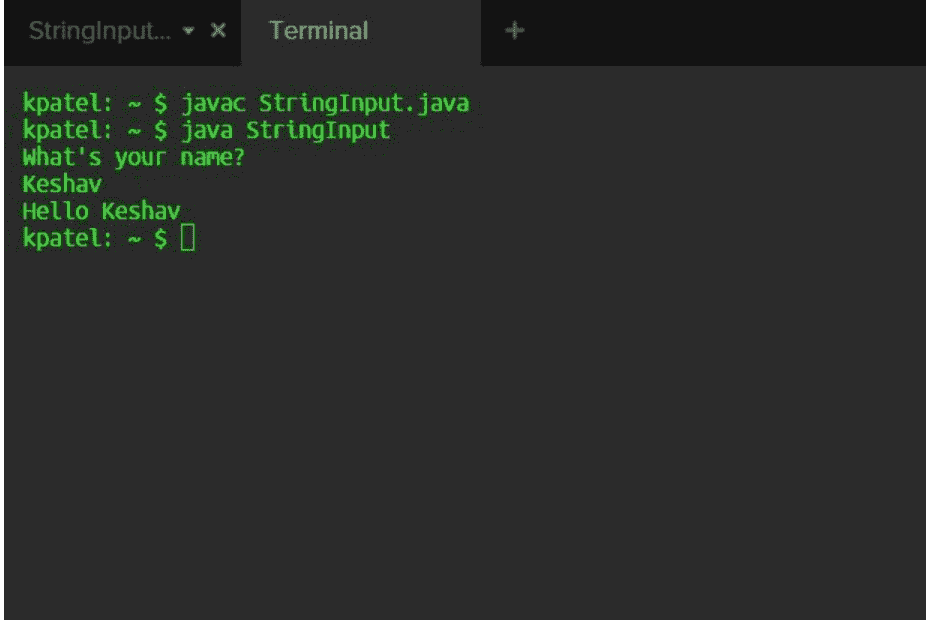 StringInput...
Terminal
kpatel: ~ $ javac StringInput.java
kpatel: ~ $ java StringInput
What's your name?
Keshav
Hello Keshav
kpatel: ~ $